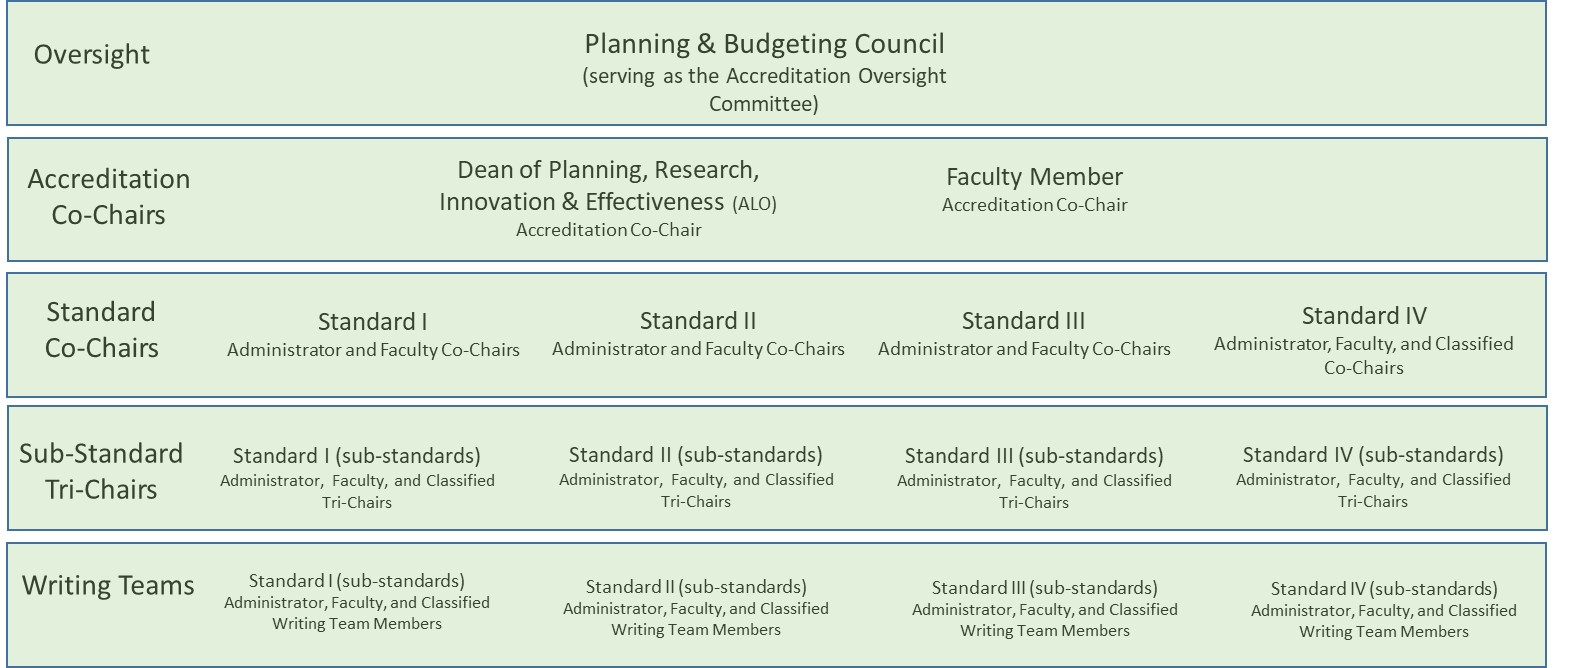 Oversight
Planning & Budgeting Council
(serving as the Accreditation Oversight
Committee)
Accreditation
Co-Chairs
Dean of Planning, Research,
Innovation & Effectiveness (ALO)
Accreditation Co-Chair
Faculty Member
Accreditation Co-Chair
Standard
Co-Chairs
Standard I
Administrator and Faculty Co-Chairs
Standard II
Administrator and Faculty Co-Chairs
Standard III
Administrator and Faculty Co-Chairs
Standard IV
Administrator, Faculty, and Classified
Co-Chairs
Sub-Standard
Tri-Chairs
Standard I (sub-standards)
Administrator, Faculty, and Classified
Tri-Chairs
Standard II (sub-standards)
Administrator, Faculty, and Classified
Tri-Chairs
Standard III (sub-standards)
Administrator, Faculty, and Classified
Tri-Chairs
Standard IV (sub-standards)
Administrator, Faculty, and Classified
Tri-Chairs
Writing Teams
Standard I (sub-standards)
Administrator, Faculty, and Classified
Writing Team Members
Standard II (sub-standards)
Administrator, Faculty, and Classified
Writing Team Members
Standard III (sub-standards)
Administrator, Faculty, and Classified
Writing Team Members
Standard IV (sub-standards)
Administrator, Faculty, and Classified
Writing Team Members